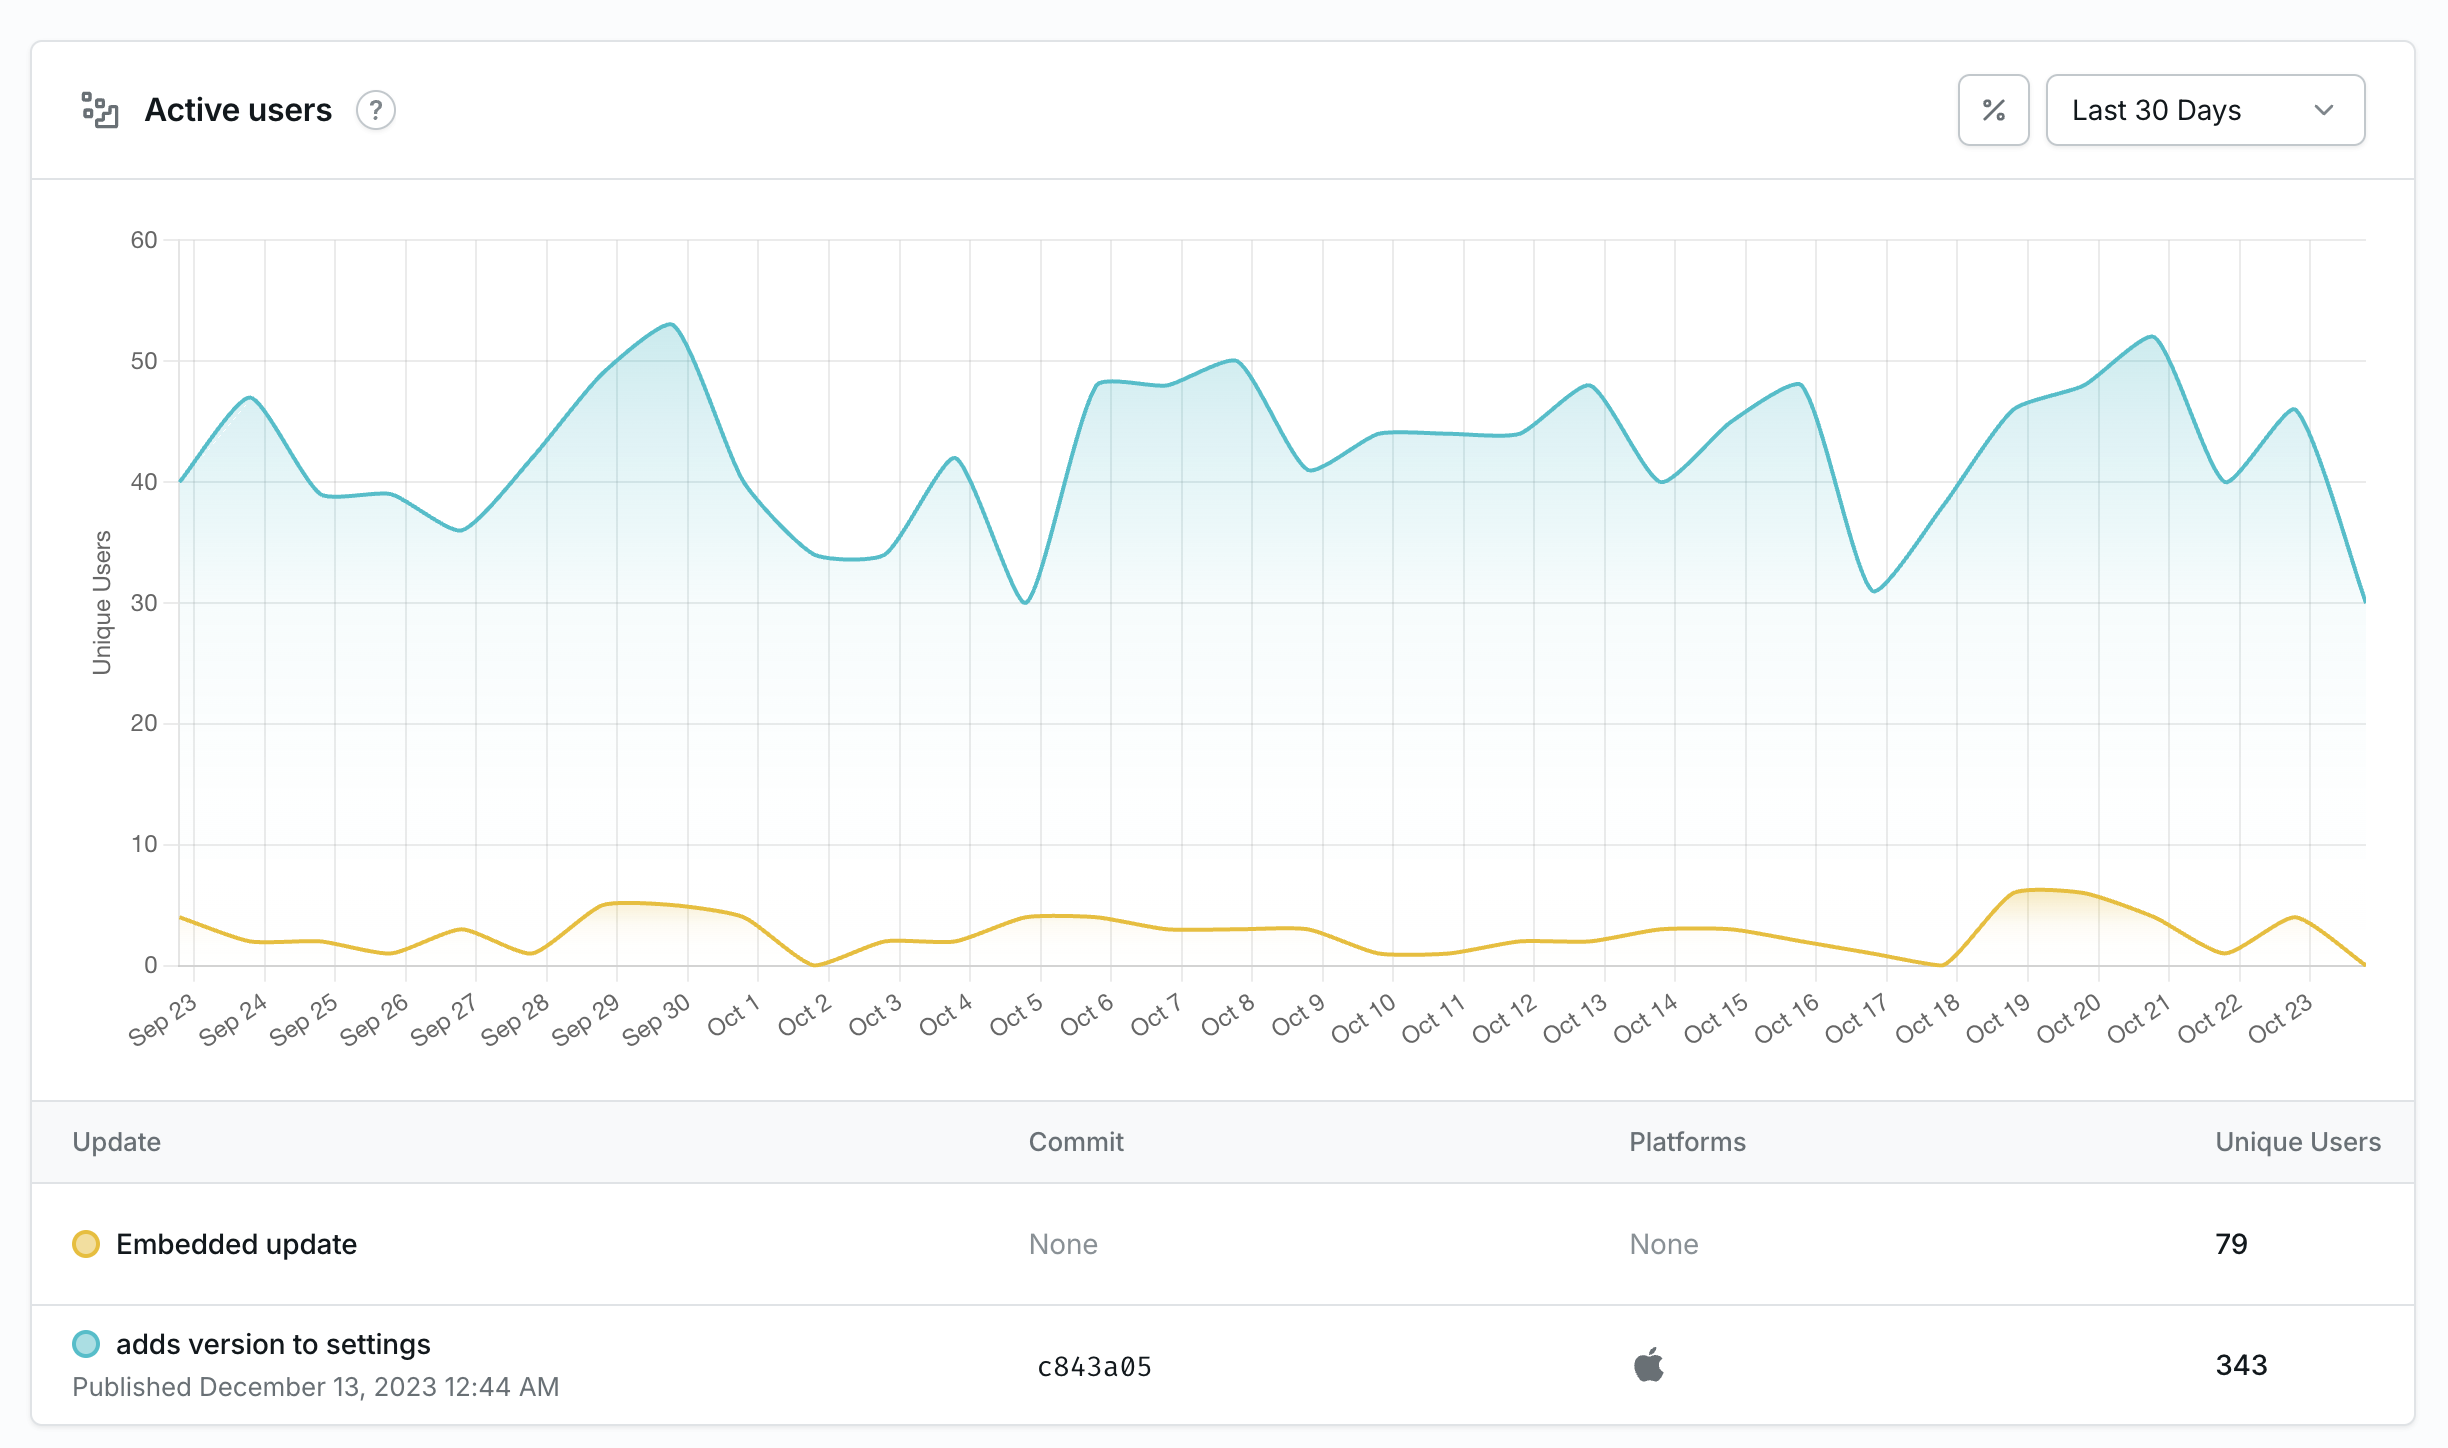 Active users
?
%
Last 30 Days
60
50
40
30
20
10
0
Unique Users
Sep 23
Sep 24
Sep 25
Sep 26
Sep 27
Sep 28
Sep 29
Sep 30
Oct 1
Oct 2
Oct 3
Oct 4
Oct 5
Oct 6
Oct 7
Oct 8
Oct 9
Oct 10
Oct 11
Oct 12
Oct 13
Oct 14
Oct 15
Oct 16
Oct 17
Oct 18
Oct 19
Oct 20
Oct 21
Oct 22
Oct 23
Update Commit Platforms Unique Users
Embedded update None None 79
adds version to settings
Published December 13, 2023 12:44 AM
c843a05
343